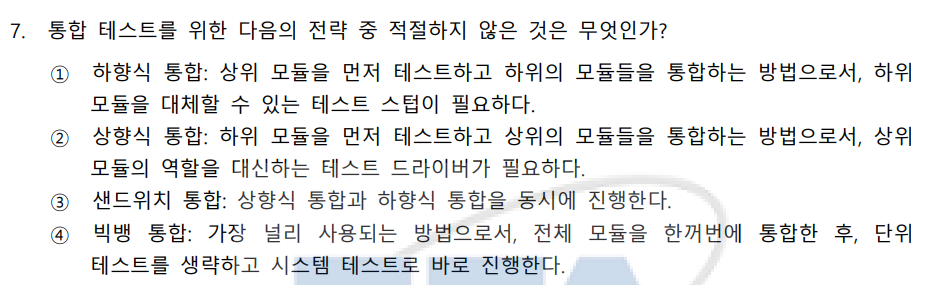 7. 통합 테스트를 위한 다음의 전략 중 적절하지 않은 것은 무엇인가?
① 하향식 통합: 상위 모듈을 먼저 테스트하고 하위의 모듈들을 통합하는 방법으로서, 하위
모듈을 대체할 수 있는 테스트 스텁이 필요하다.
② 상향식 통합: 하위 모듈을 먼저 테스트하고 상위의 모듈들을 통합하는 방법으로서, 상위
모듈의 역할을 대신하는 테스트 드라이버가 필요하다.
③ 샌드위치 통합: 상향식 통합과 하향식 통합을 동시에 진행한다.
④ 빅뱅 통합: 가장 널리 사용되는 방법으로서, 전체 모듈을 한꺼번에 통합한 후, 단위
테스트를 생략하고 시스템 테스트로 바로 진행한다.